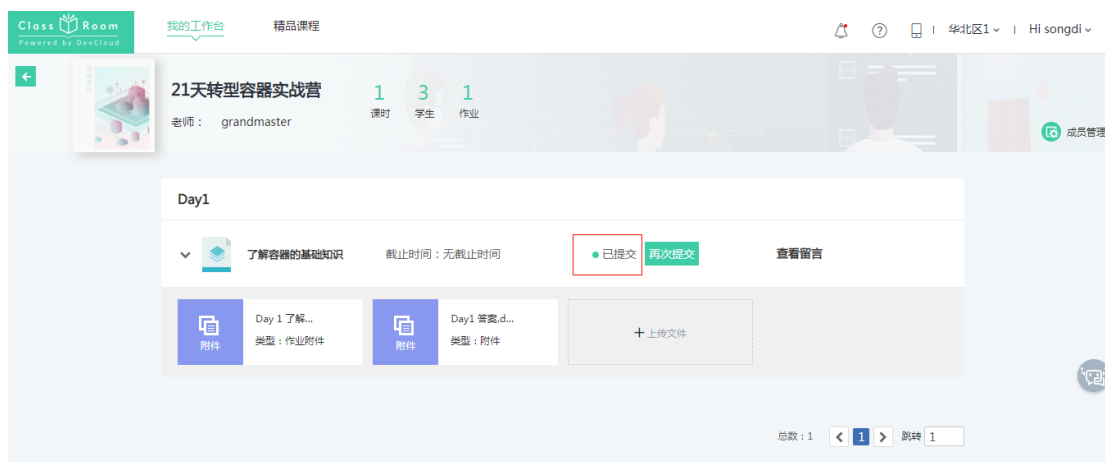 Class Room
Powered by DevCloud
我的工作台
精品课程
华北区1
Hi songdi
21天转型容器实战营
老师： grandmaster
1 3 1
课时 学生 作业
成员管理
Day1
了解容器的基础知识
截止时间：无截止时间
已提交
再次提交
查看留言
Day 1 了解...
类型：作业附件
附件
Day1 答案.d...
类型：附件
附件
+上传文件
总数：1
1
跳转 1